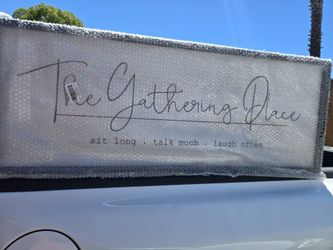 The Gathering Place
sit long . talk much . laugh often